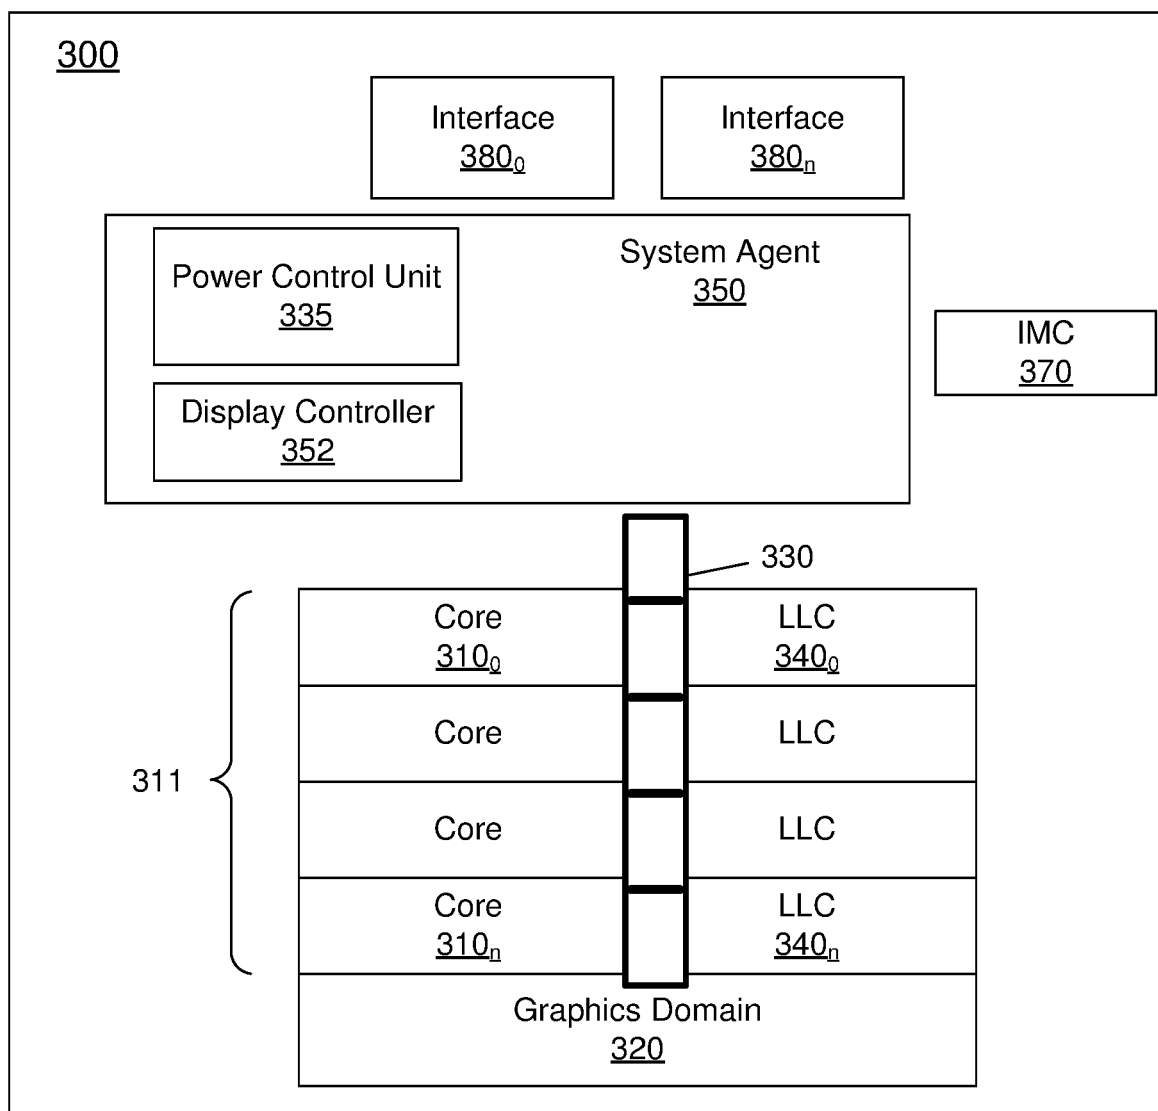 300
Interface
380₀
Interface
380ₙ
Power Control Unit
335
System Agent
350
Display Controller
352
IMC
370
330
Core
310₀
LLC
340₀
Core
LLC
311
Core
LLC
Core
310ₙ
LLC
340ₙ
Graphics Domain
320